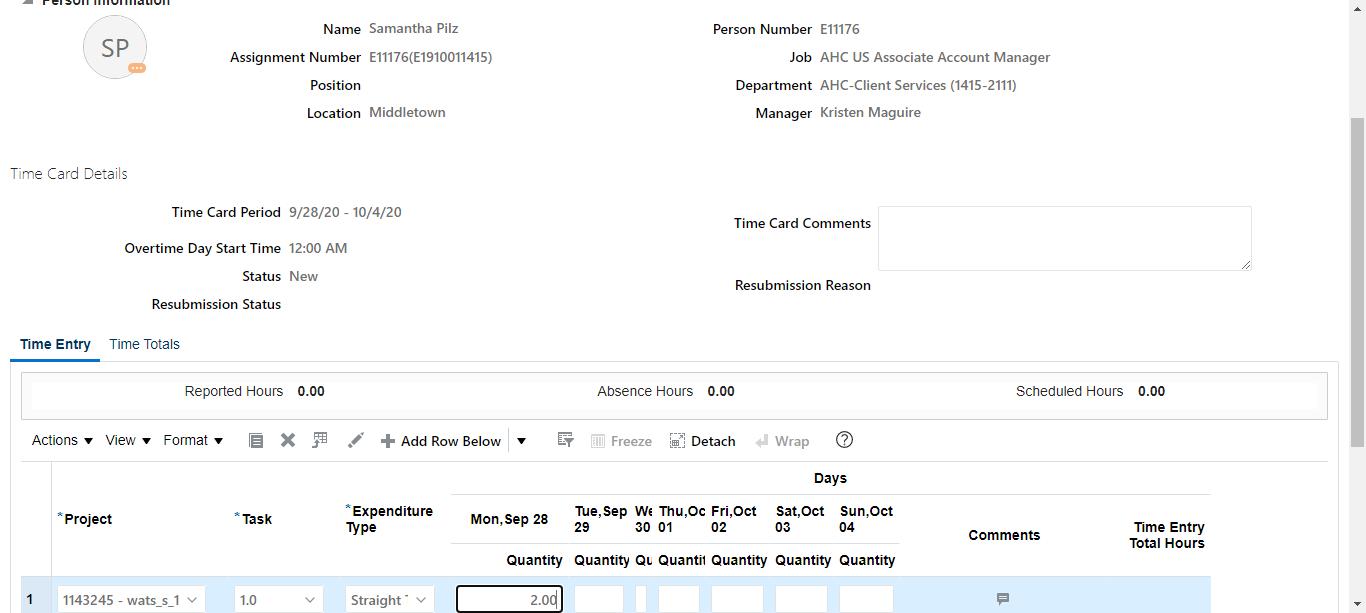 Person Information
SP
Name Samantha Pilz
Person Number E11176
Assignment Number E11176(E1910011415)
Job AHC US Associate Account Manager
Position
Department AHC-Client Services (1415-2111)
Location Middletown
Manager Kristen Maguire
Time Card Details
Time Card Period 9/28/20 - 10/4/20
Time Card Comments
Overtime Day Start Time 12:00 AM
Status New
Resubmission Reason
Resubmission Status
Time Entry Time Totals
Reported Hours 0.00 Absence Hours 0.00 Scheduled Hours 0.00
Actions View Format Add Row Below Freeze Detach Wrap ?
Days
*Project *Task *Expenditure Type
Mon,Sep 28
Tue,Sep 29
We 30
Thu,Oc 01
Fri,Oct 02
Sat,Oct 03
Sun,Oct 04
Comments
Time Entry Total Hours
Quantity Quantity Qu Quantit Quantity Quantity Quantity
1 1143245 - wats_s_1 1.0 Straight 2.00